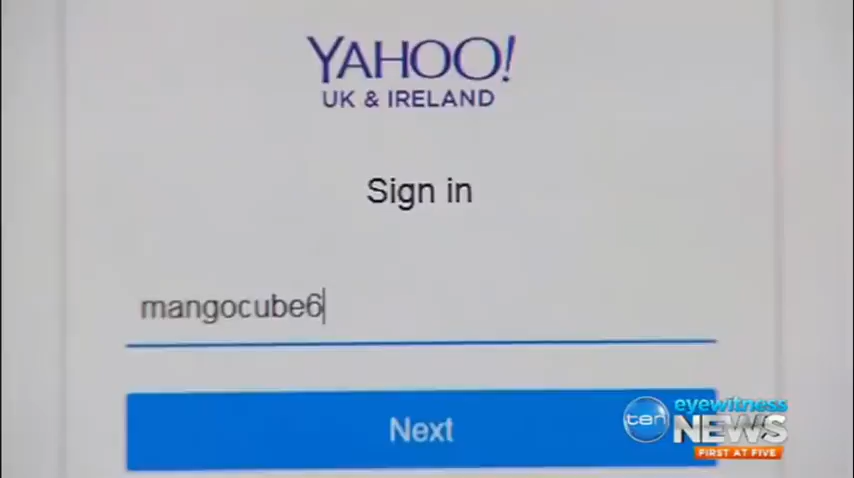 YAHOO!
UK & IRELAND
Sign in
mangocube6
Next
ten eyewitness
NEWS
FIRST AT FIVE